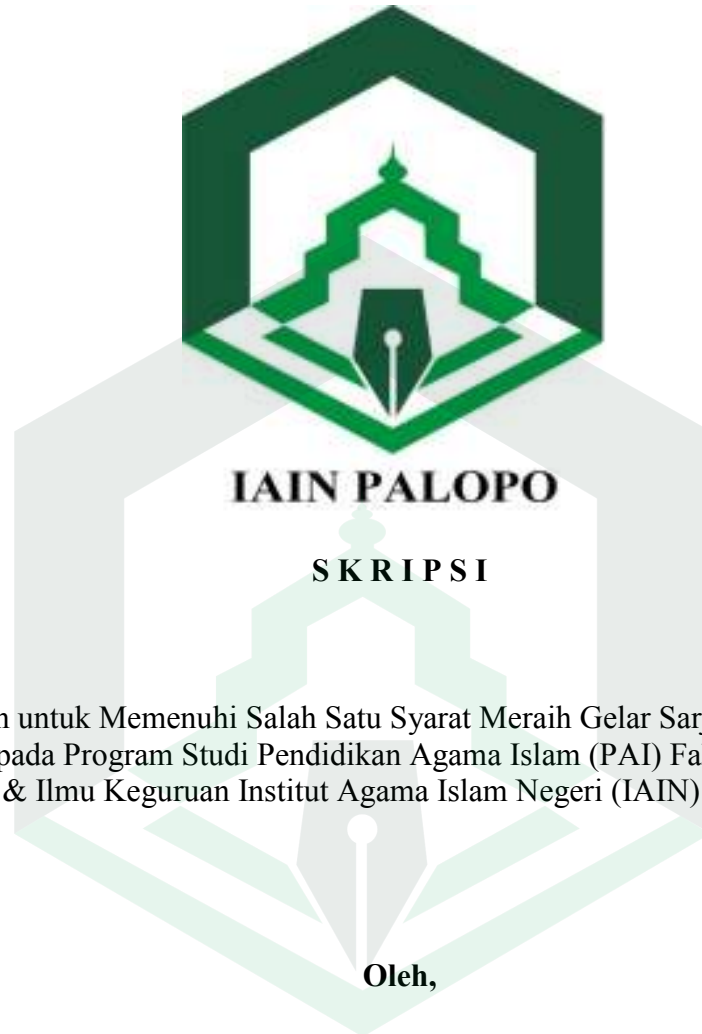 IAIN PALOPO
S K R I P S I
untuk Memenuhi Salah Satu Syarat Meraih Gelar
pada Program Studi Pendidikan Agama Islam (PAI)
& Ilmu Keguruan Institut Agama Islam Negeri (IAIN)
Oleh,